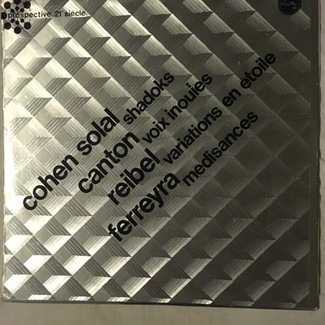 prospective 21e siècle
cohen solal shadoks
canton voix inouies
reibel variations en etoile
ferreyra medisances